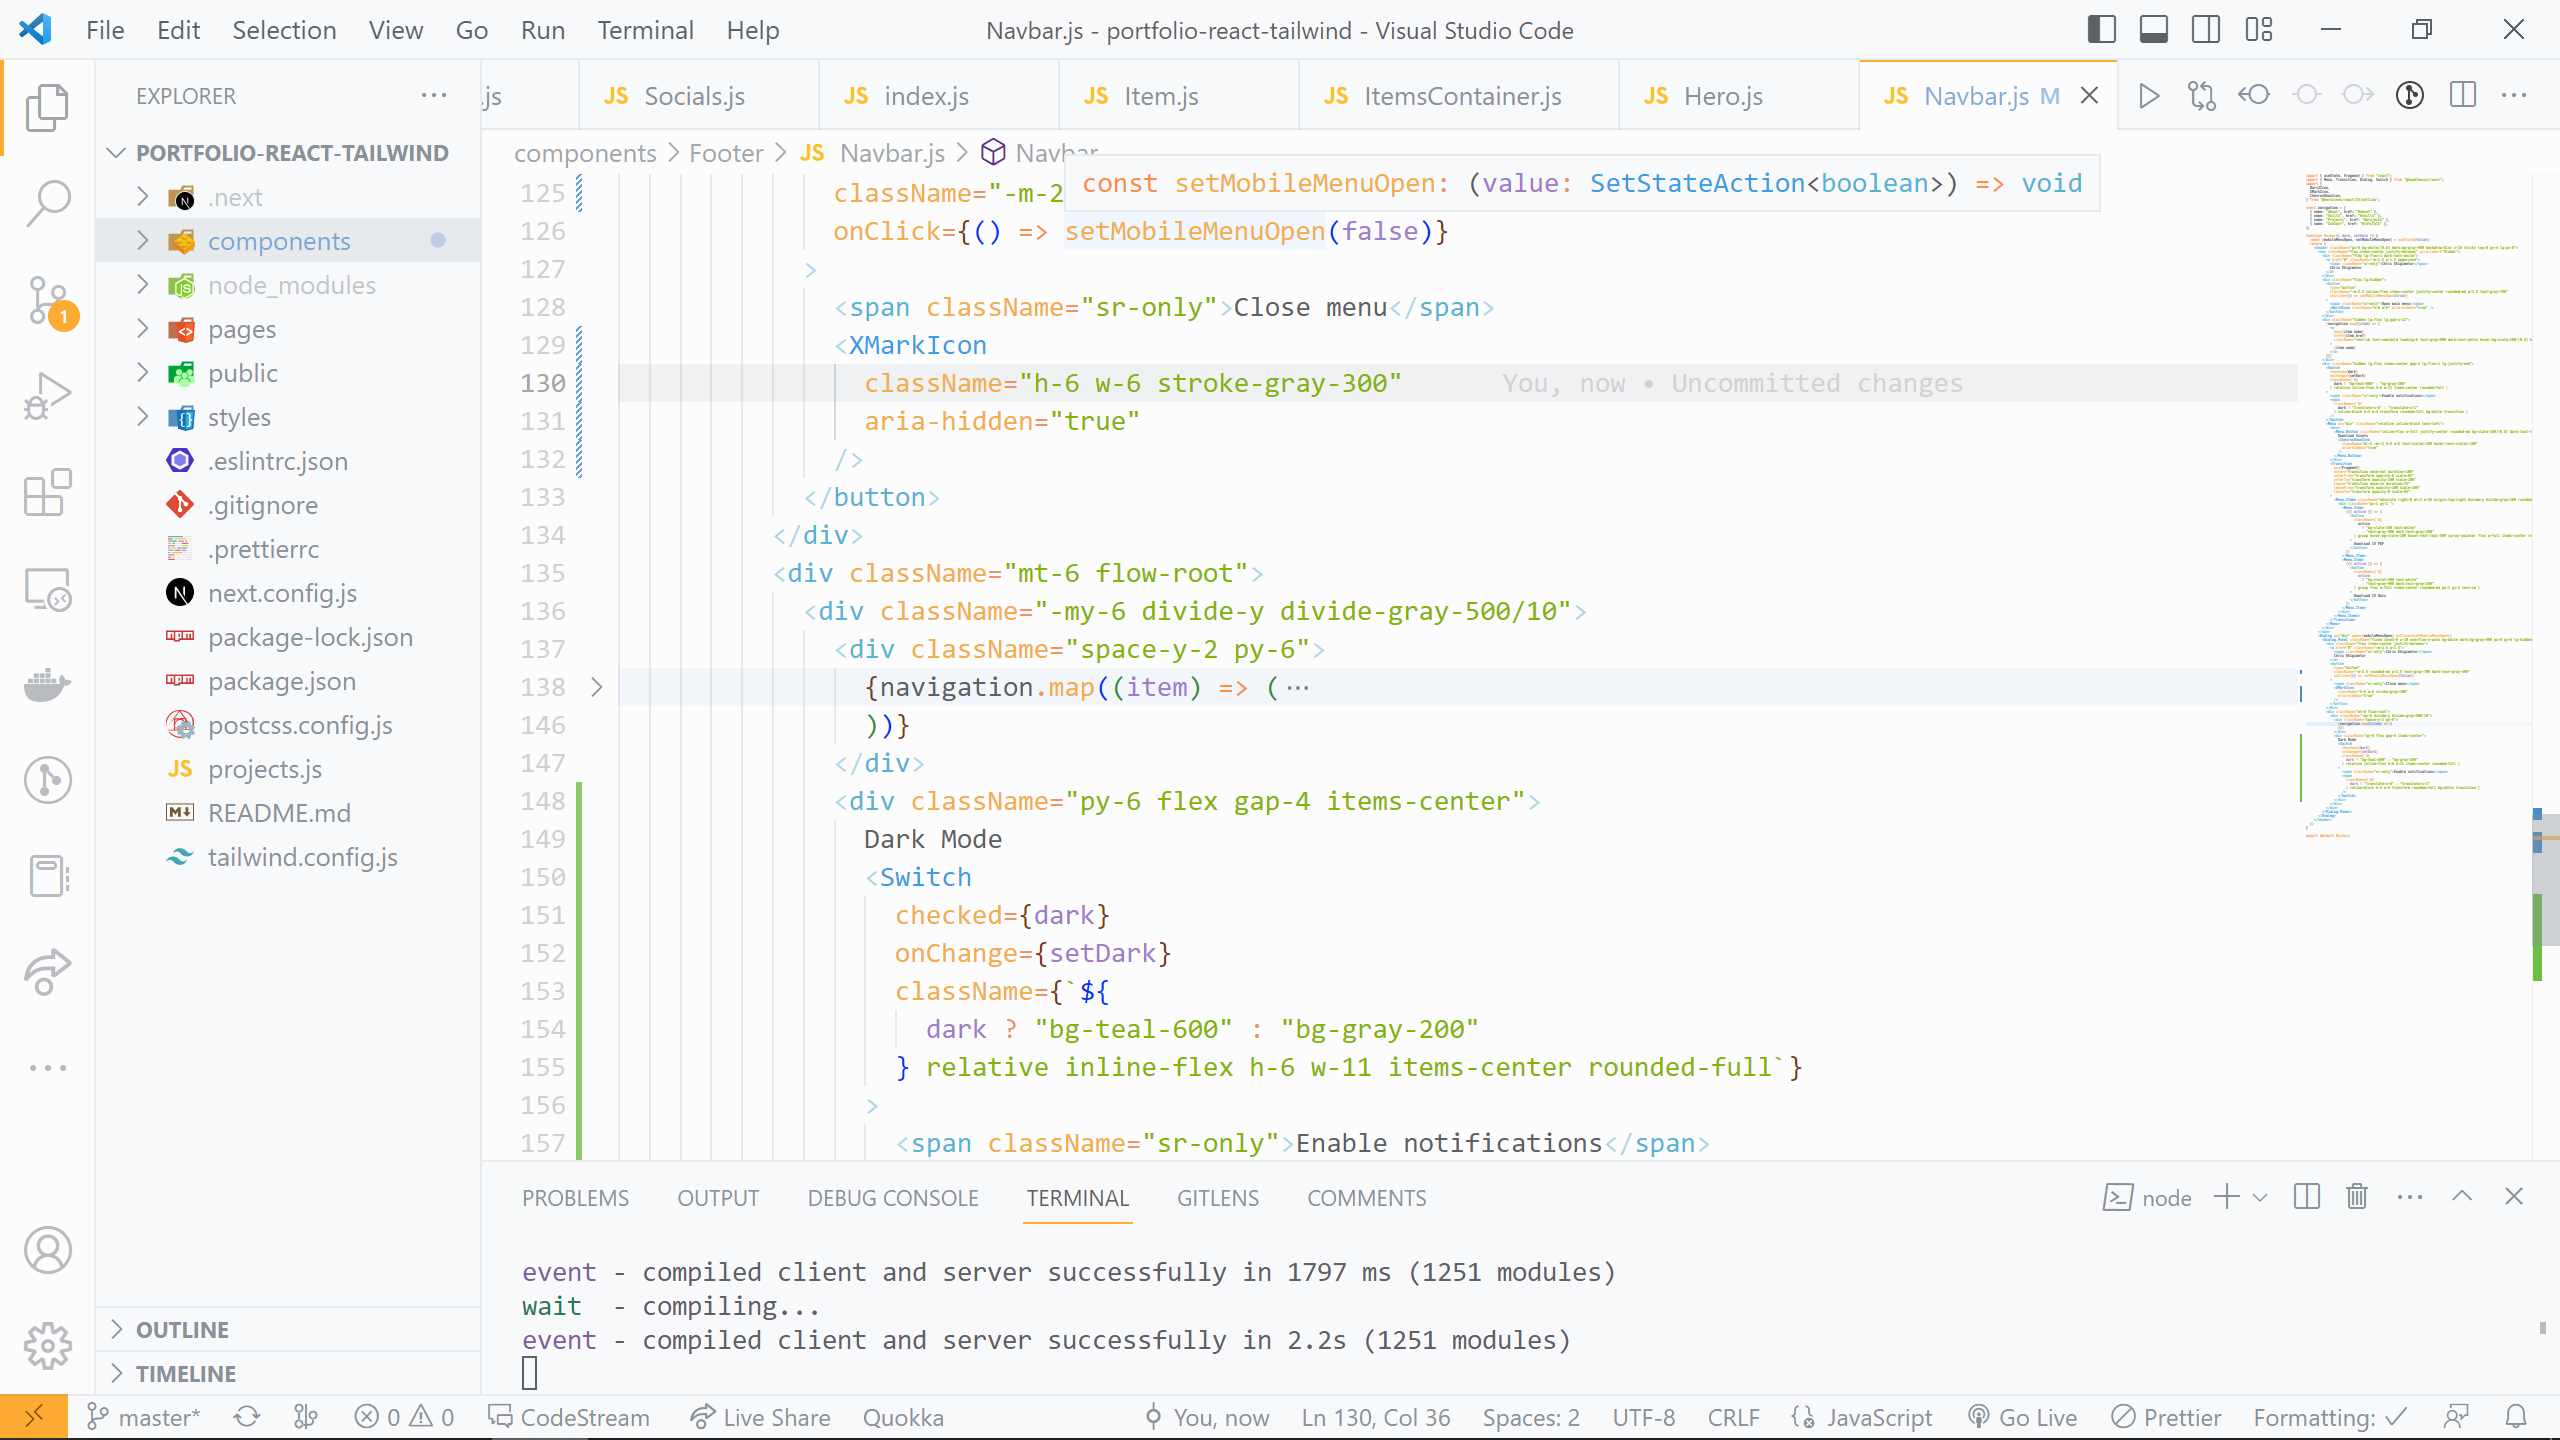 File Edit Selection View Go Run Terminal Help
Navbar.js - portfolio-react-tailwind - Visual Studio Code
EXPLORER
.js
JS Socials.js
JS index.js
JS Item.js
JS ItemsContainer.js
JS Hero.js
JS Navbar.js M
PORTFOLIO-REACT-TAILWIND
.next
components
node_modules
pages
public
styles
.eslintrc.json
.gitignore
.prettierrc
next.config.js
package-lock.json
package.json
postcss.config.js
JS projects.js
README.md
tailwind.config.js
OUTLINE
TIMELINE
1
components > Footer > JS Navbar.js > Navbar
const setMobileMenuOpen: (value: SetStateAction<boolean>) => void
125 className="-m-2
126 onClick={() => setMobileMenuOpen(false)}
127 >
128 <span className="sr-only">Close menu</span>
129 <XMarkIcon
130 className="h-6 w-6 stroke-gray-300" You, now • Uncommitted changes
131 aria-hidden="true"
132 />
133 </button>
134 </div>
135 <div className="mt-6 flow-root">
136 <div className="-my-6 divide-y divide-gray-500/10">
137 <div className="space-y-2 py-6">
138 {navigation.map((item) => (⋯
146 ))}
147 </div>
148 <div className="py-6 flex gap-4 items-center">
149 Dark Mode
150 <Switch
151 checked={dark}
152 onChange={setDark}
153 className={`${
154 dark ? "bg-teal-600" : "bg-gray-200"
155 } relative inline-flex h-6 w-11 items-center rounded-full`}
156 >
157 <span className="sr-only">Enable notifications</span>
PROBLEMS OUTPUT DEBUG CONSOLE TERMINAL GITLENS COMMENTS
node
event - compiled client and server successfully in 1797 ms (1251 modules)
wait - compiling...
event - compiled client and server successfully in 2.2s (1251 modules)
master* 0 0 CodeStream Live Share Quokka You, now Ln 130, Col 36 Spaces: 2 UTF-8 CRLF JavaScript Go Live Prettier Formatting: ✓